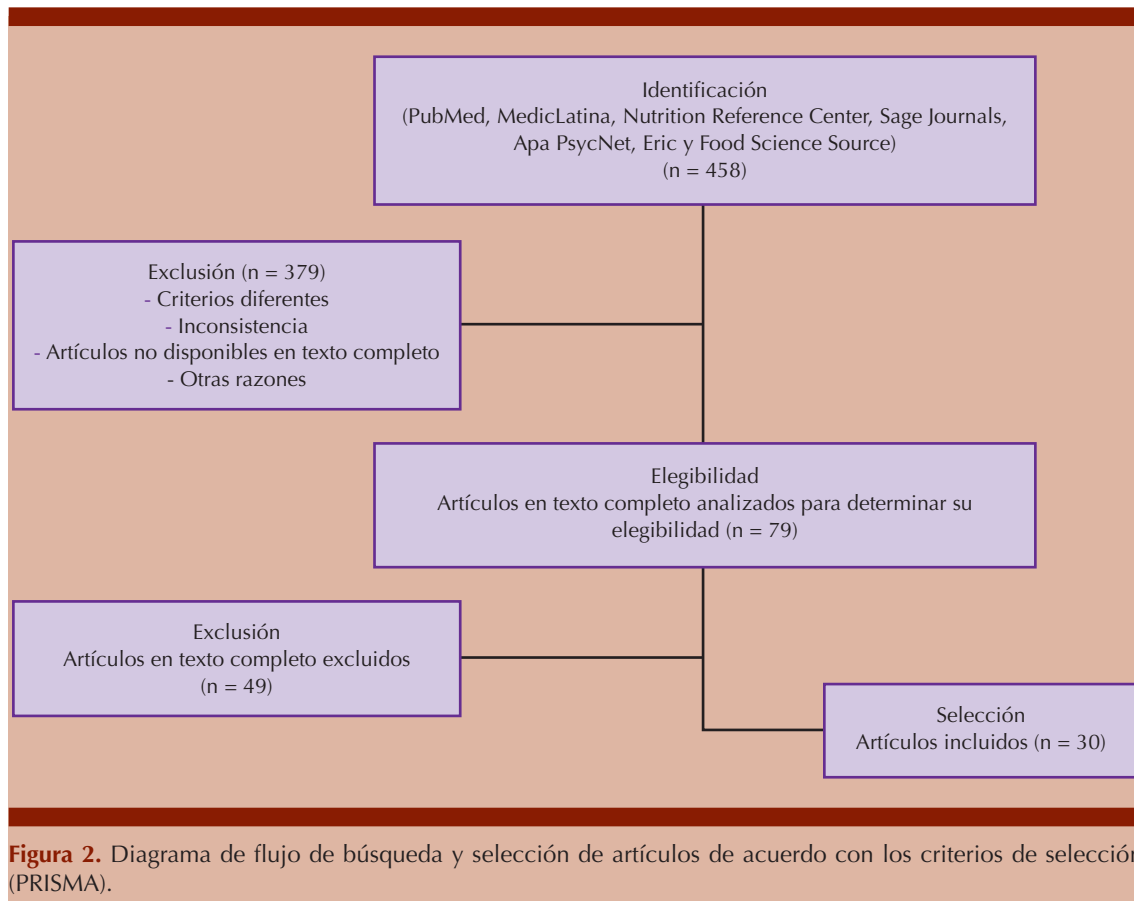 Identificación
(PubMed, MedicLatina, Nutrition Reference Center, Sage Journals,
Apa PsycNet, Eric y Food Science Source)
(n = 458)
Exclusión (n = 379)
- Criterios diferentes
- Inconsistencia
- Artículos no disponibles en texto completo
- Otras razones
Elegibilidad
Artículos en texto completo analizados para determinar su
elegibilidad (n = 79)
Exclusión
Artículos en texto completo excluidos
(n = 49)
Selección
Artículos incluidos (n = 30)
Figura 2. Diagrama de flujo de búsqueda y selección de artículos de acuerdo con los criterios de selección
(PRISMA).